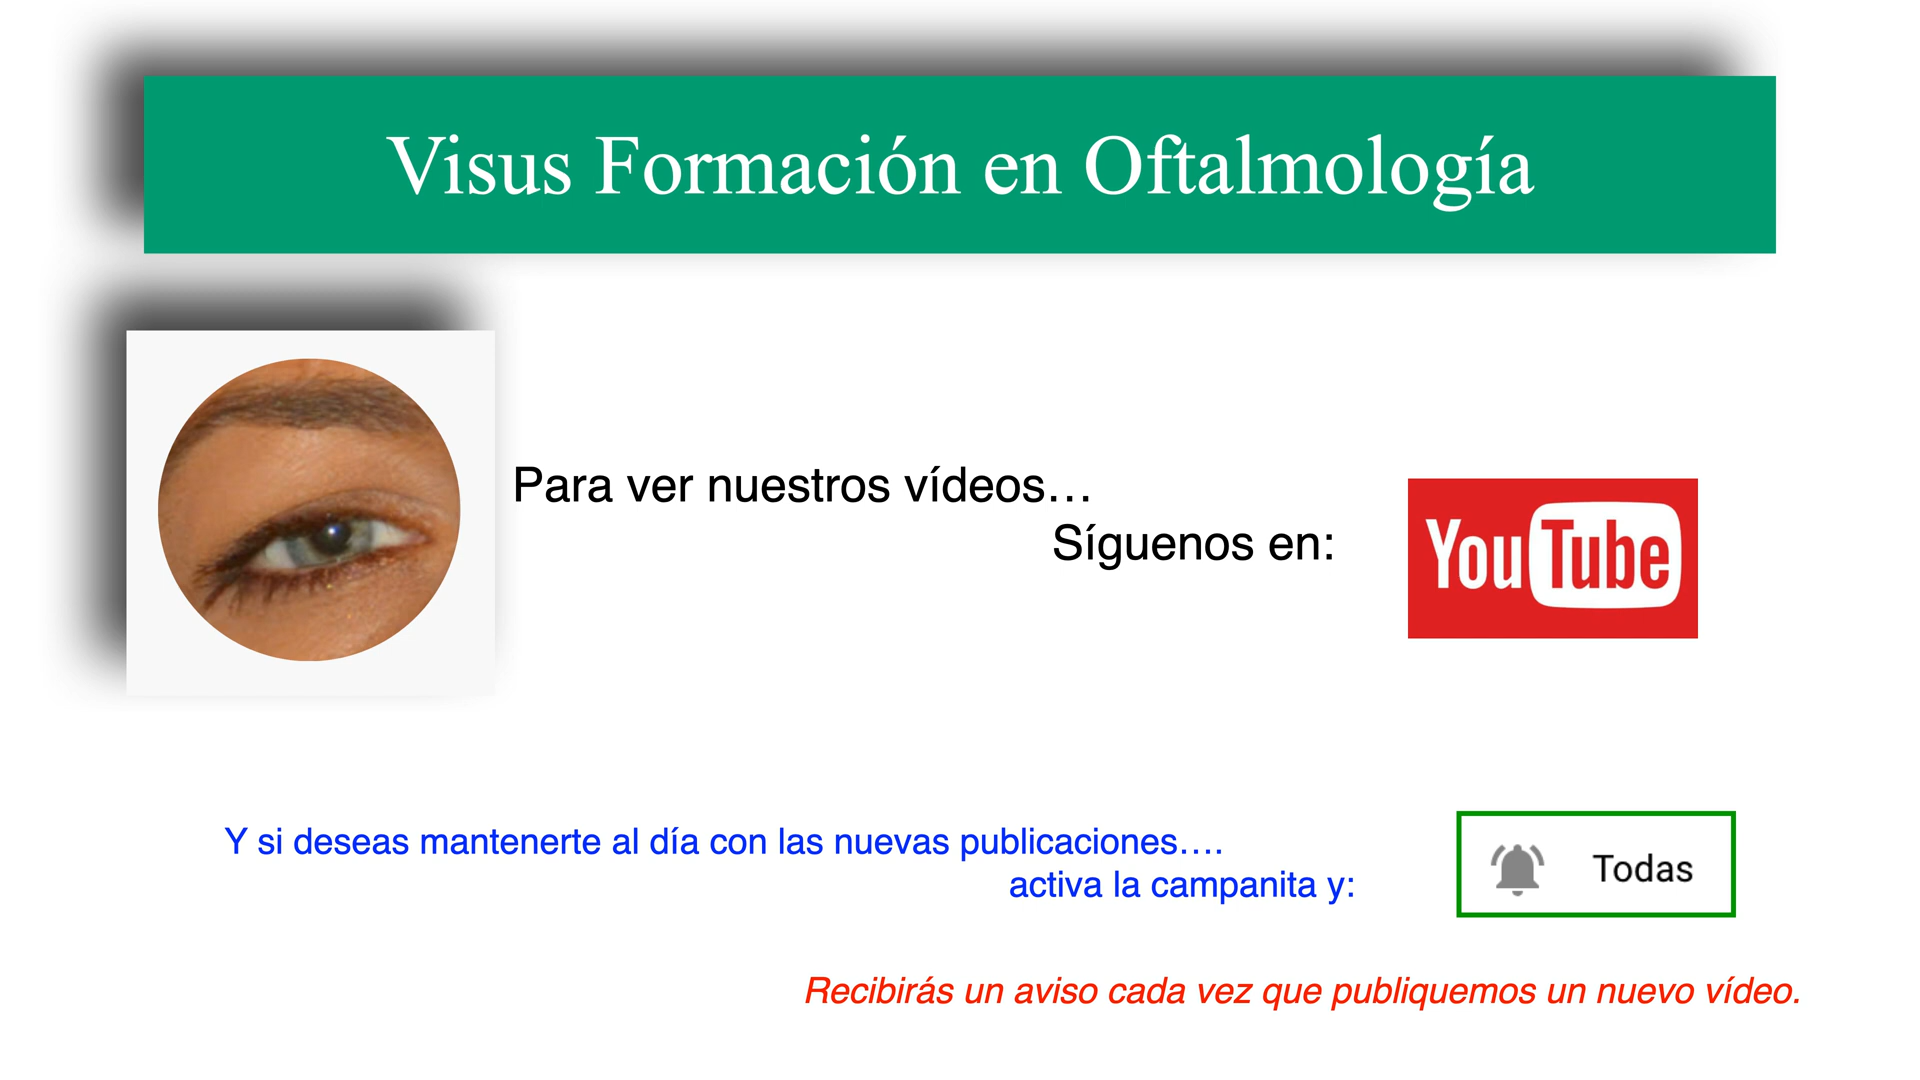 Visus Formación en Oftalmología
Para ver nuestros vídeos…
Síguenos en:
YouTube
Y si deseas mantenerte al día con las nuevas publicaciones….
activa la campanita y:
Todas
Recibirás un aviso cada vez que publiquemos un nuevo vídeo.